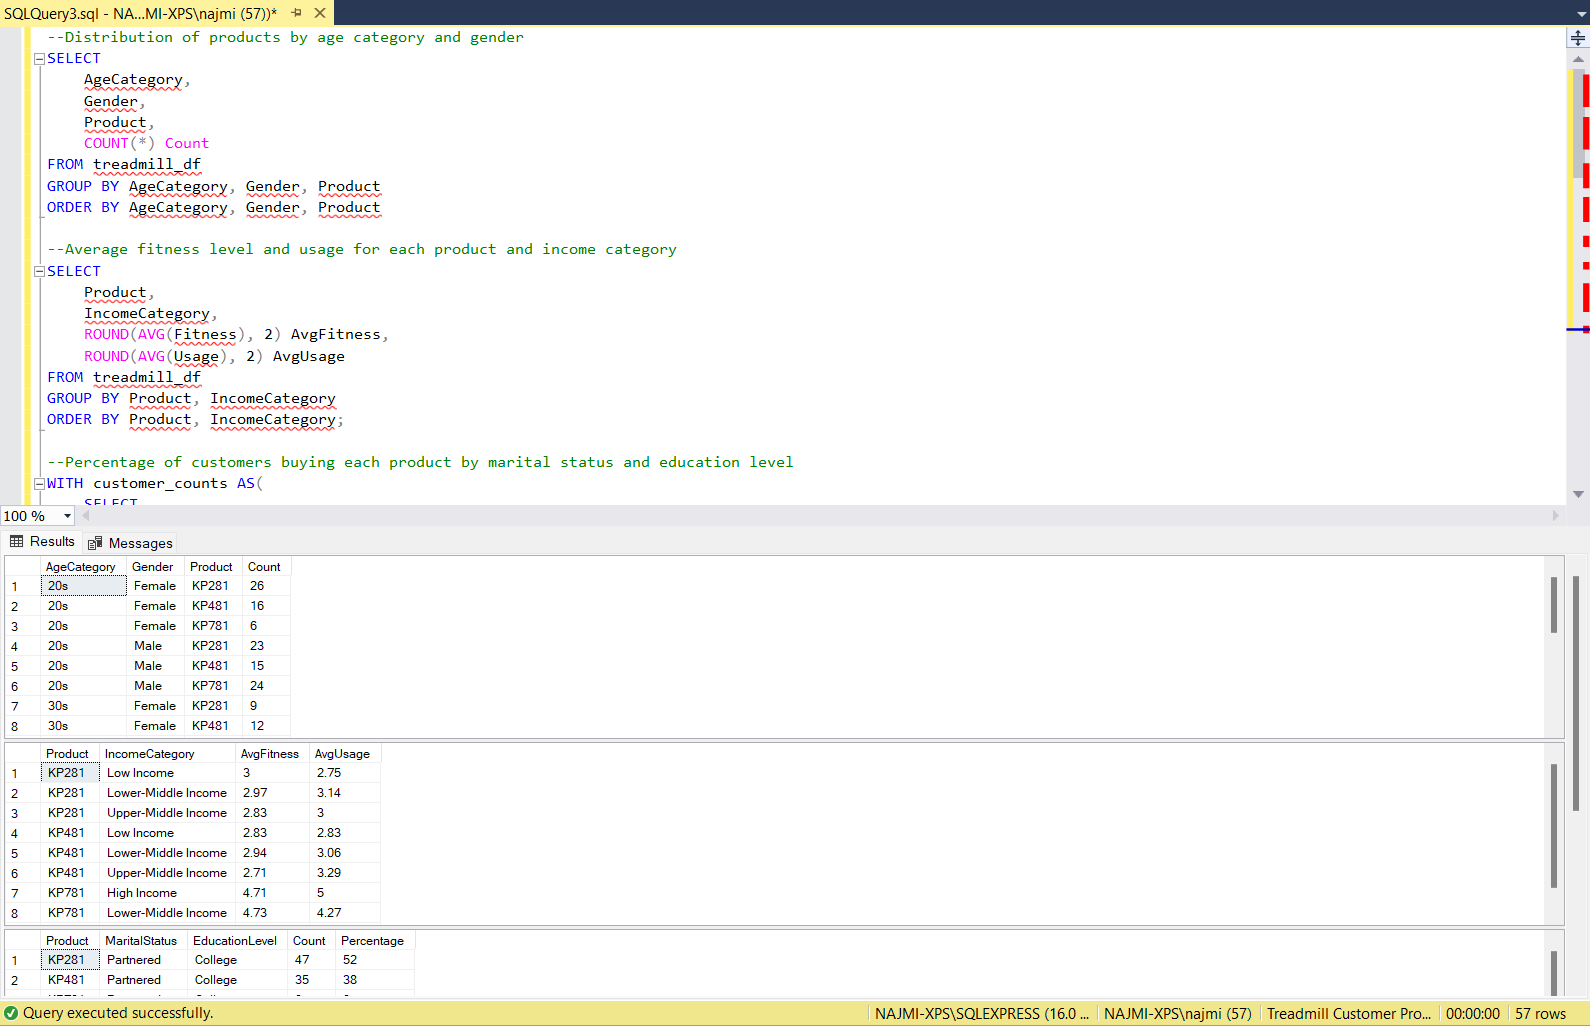 SQLQuery3.sql - NA...MI-XPS\najmi (57))*
--Distribution of products by age category and gender
SELECT
AgeCategory,
Gender,
Product,
COUNT(*) Count
FROM treadmill_df
GROUP BY AgeCategory, Gender, Product
ORDER BY AgeCategory, Gender, Product
--Average fitness level and usage for each product and income category
SELECT
Product,
IncomeCategory,
ROUND(AVG(Fitness), 2) AvgFitness,
ROUND(AVG(Usage), 2) AvgUsage
FROM treadmill_df
GROUP BY Product, IncomeCategory
ORDER BY Product, IncomeCategory;
--Percentage of customers buying each product by marital status and education level
WITH customer_counts AS(
SELECT
100 %
Results Messages
AgeCategory Gender Product Count
1 20s Female KP281 26
2 20s Female KP481 16
3 20s Female KP781 6
4 20s Male KP281 23
5 20s Male KP481 15
6 20s Male KP781 24
7 30s Female KP281 9
8 30s Female KP481 12
Product IncomeCategory AvgFitness AvgUsage
1 KP281 Low Income 3 2.75
2 KP281 Lower-Middle Income 2.97 3.14
3 KP281 Upper-Middle Income 2.83 3
4 KP481 Low Income 2.83 2.83
5 KP481 Lower-Middle Income 2.94 3.06
6 KP481 Upper-Middle Income 2.71 3.29
7 KP781 High Income 4.71 5
8 KP781 Lower-Middle Income 4.73 4.27
Product MaritalStatus EducationLevel Count Percentage
1 KP281 Partnered College 47 52
2 KP481 Partnered College 35 38
Query executed successfully. NAJMI-XPS\SQLEXPRESS (16.0 ... NAJMI-XPS\najmi (57) Treadmill Customer Pro... 00:00:00 57 rows